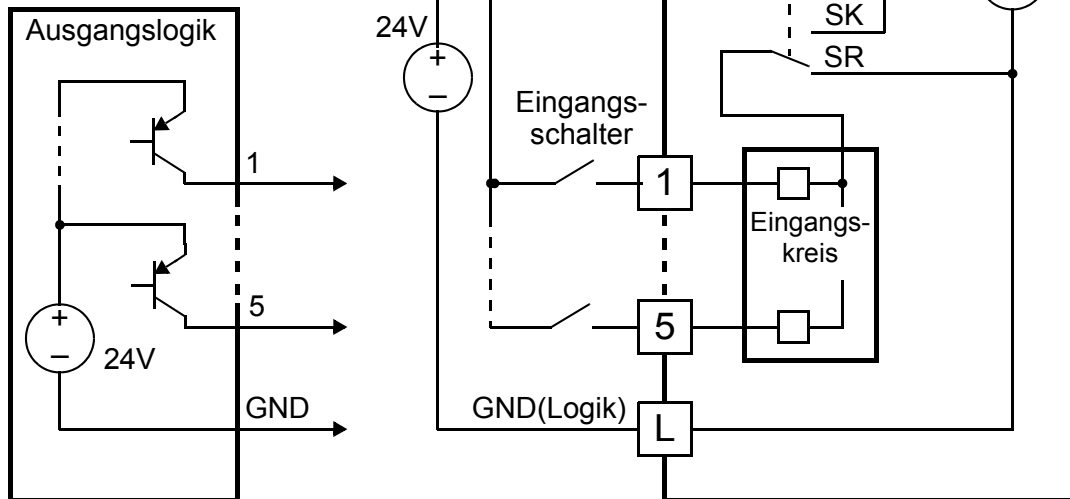 Ausgangslogik
+
–
24V
1
5
GND
24V
+
–
Eingangs-
schalter
GND(Logik)
1
5
L
SK
SR
Eingangs-
kreis